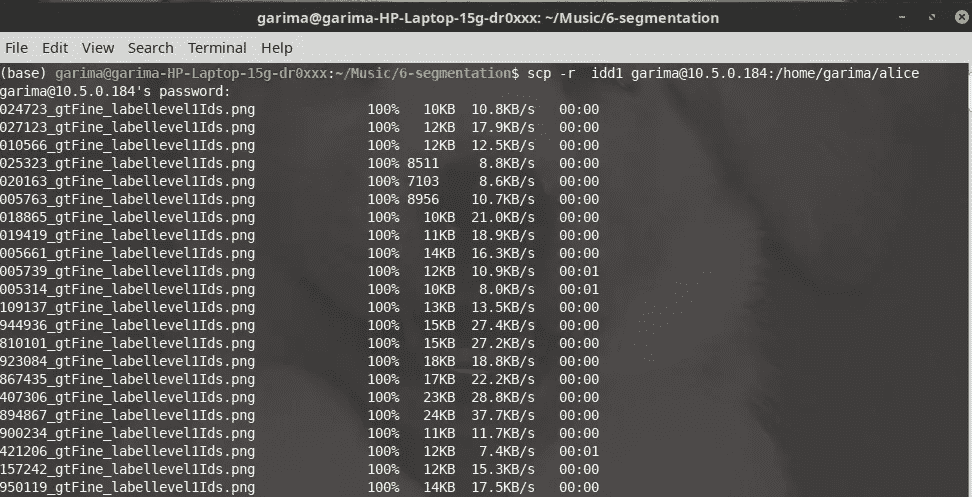 garima@garima-HP-Laptop-15g-dr0xxx: ~/Music/6-segmentation
File Edit View Search Terminal Help
(base) garima@garima-HP-Laptop-15g-dr0xxx:~/Music/6-segmentation$ scp -r  idd1 garima@10.5.0.184:/home/garima/alice
garima@10.5.0.184's password:
024723_gtFine_labellevel1Ids.png 100% 10KB 10.8KB/s 00:00
027123_gtFine_labellevel1Ids.png 100% 12KB 17.9KB/s 00:00
010566_gtFine_labellevel1Ids.png 100% 12KB 12.5KB/s 00:00
025323_gtFine_labellevel1Ids.png 100% 8511 8.8KB/s 00:00
020163_gtFine_labellevel1Ids.png 100% 7103 8.6KB/s 00:00
005763_gtFine_labellevel1Ids.png 100% 8956 10.7KB/s 00:00
018865_gtFine_labellevel1Ids.png 100% 10KB 21.0KB/s 00:00
019419_gtFine_labellevel1Ids.png 100% 11KB 18.9KB/s 00:00
005661_gtFine_labellevel1Ids.png 100% 14KB 16.3KB/s 00:00
005739_gtFine_labellevel1Ids.png 100% 12KB 10.9KB/s 00:01
005314_gtFine_labellevel1Ids.png 100% 10KB 8.0KB/s 00:01
109137_gtFine_labellevel1Ids.png 100% 13KB 13.5KB/s 00:00
944936_gtFine_labellevel1Ids.png 100% 15KB 27.4KB/s 00:00
810101_gtFine_labellevel1Ids.png 100% 15KB 27.2KB/s 00:00
923084_gtFine_labellevel1Ids.png 100% 18KB 18.8KB/s 00:00
867435_gtFine_labellevel1Ids.png 100% 17KB 22.2KB/s 00:00
407306_gtFine_labellevel1Ids.png 100% 23KB 28.8KB/s 00:00
894867_gtFine_labellevel1Ids.png 100% 24KB 37.7KB/s 00:00
900234_gtFine_labellevel1Ids.png 100% 11KB 11.7KB/s 00:00
421206_gtFine_labellevel1Ids.png 100% 12KB 7.4KB/s 00:01
157242_gtFine_labellevel1Ids.png 100% 12KB 15.3KB/s 00:00
950119_gtFine_labellevel1Ids.png 100% 14KB 17.5KB/s 00:00